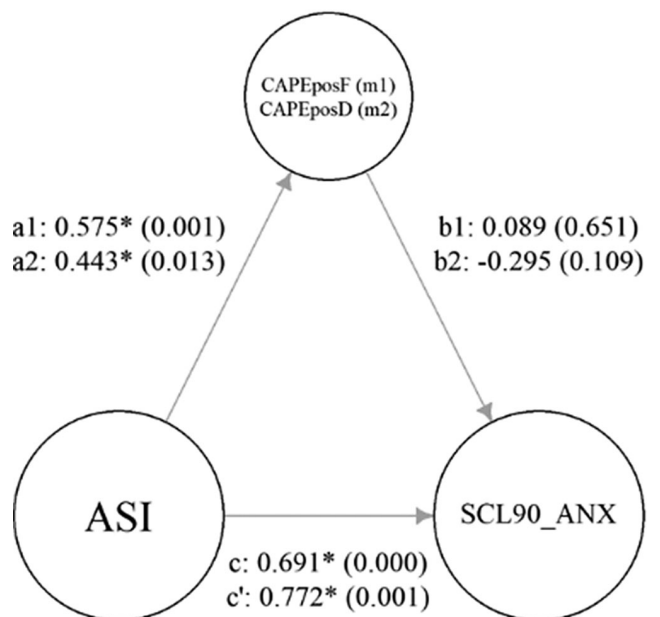 CAPEposF (m1)
CAPEposD (m2)
a1: 0.575* (0.001)
a2: 0.443* (0.013)
b1: 0.089 (0.651)
b2: -0.295 (0.109)
ASI
SCL90_ANX
c: 0.691* (0.000)
c': 0.772* (0.001)